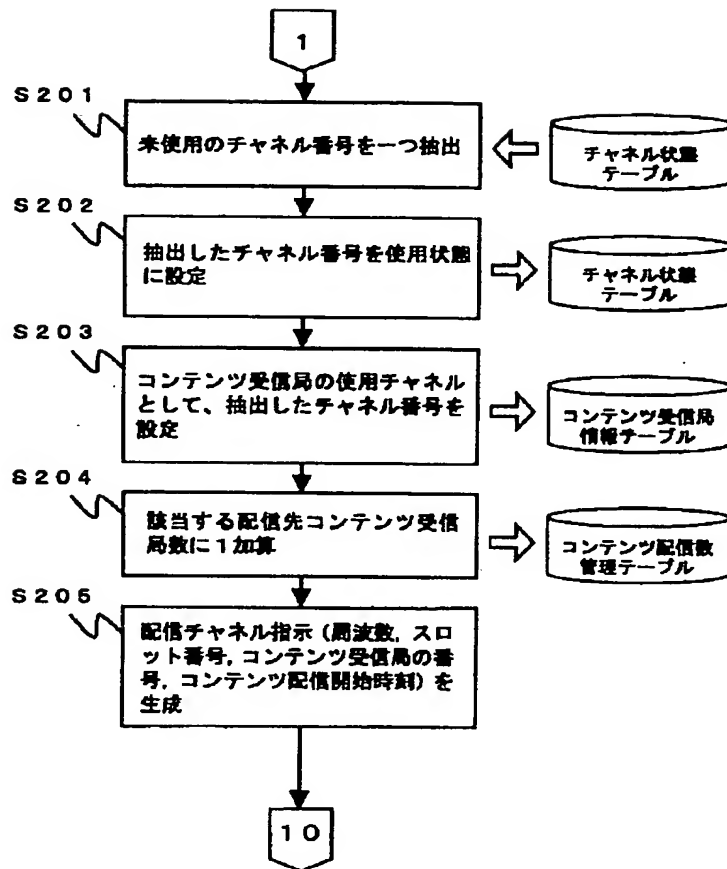 1
S201
未使用のチャネル番号を一つ抽出
チャネル状態
テーブル
S202
抽出したチャネル番号を使用状態
に設定
チャネル状態
テーブル
S203
コンテンツ受信局の使用チャネル
として、抽出したチャネル番号を
設定
コンテンツ受信局
情報テーブル
S204
該当する配信先コンテンツ受信
局数に1加算
コンテンツ配信数
管理テーブル
S205
配信チャネル指示(周波数, スロ
ット番号, コンテンツ受信局の番
号, コンテンツ配信開始時刻)を
生成
10